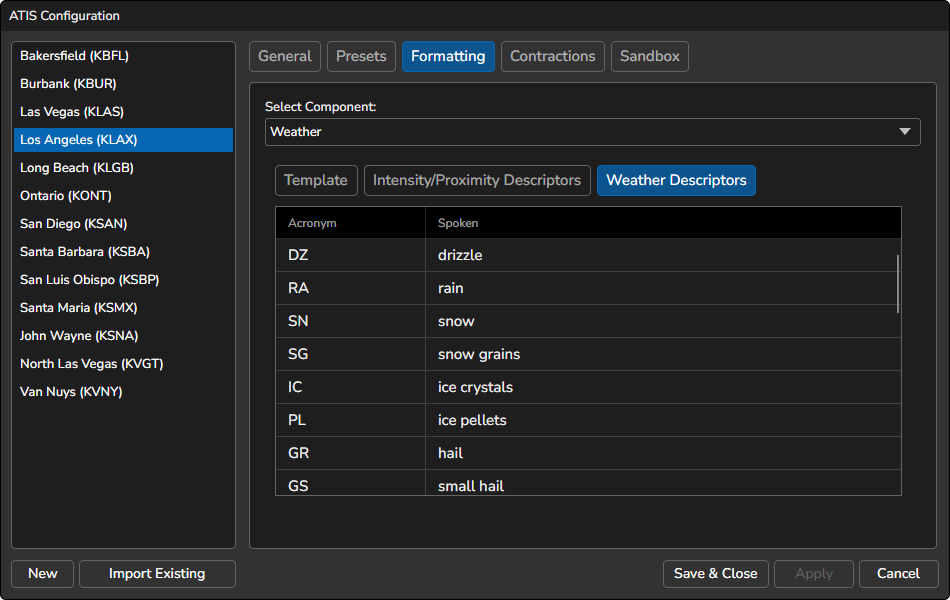 ATIS Configuration
Bakersfield (KBFL)
Burbank (KBUR)
Las Vegas (KLAS)
Los Angeles (KLAX)
Long Beach (KLGB)
Ontario (KONT)
San Diego (KSAN)
Santa Barbara (KSBA)
San Luis Obispo (KSBP)
Santa Maria (KSMX)
John Wayne (KSNA)
North Las Vegas (KVGT)
Van Nuys (KVNY)
General Presets Formatting Contractions Sandbox
Select Component:
Weather
Template Intensity/Proximity Descriptors Weather Descriptors
Acronym Spoken
DZ drizzle
RA rain
SN snow
SG snow grains
IC ice crystals
PL ice pellets
GR hail
GS small hail
New Import Existing Save & Close Apply Cancel